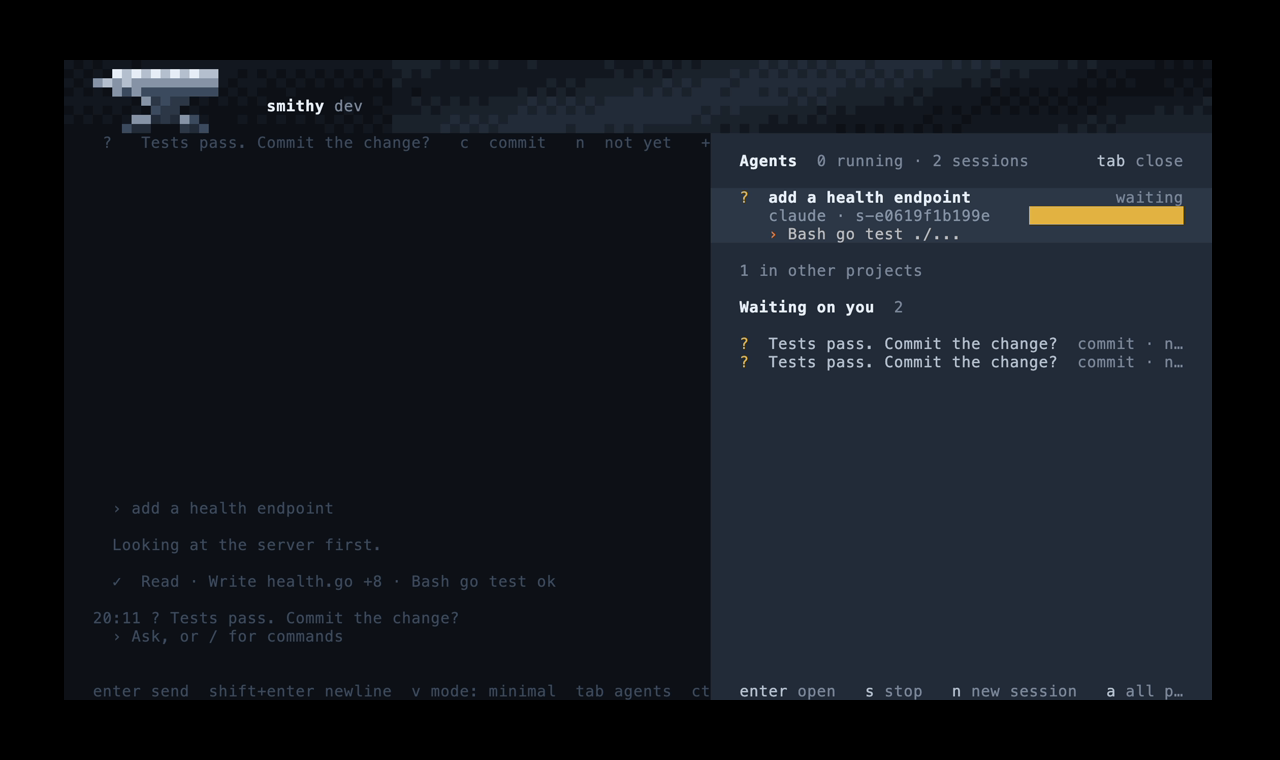 smithy dev
? Tests pass. Commit the change? c commit n not yet +
Agents 0 running · 2 sessions tab close
? add a health endpoint waiting
claude · s-e0619f1b199e
› Bash go test ./...
1 in other projects
Waiting on you 2
? Tests pass. Commit the change? commit · n…
? Tests pass. Commit the change? commit · n…
› add a health endpoint
Looking at the server first.
✓ Read · Write health.go +8 · Bash go test ok
20:11 ? Tests pass. Commit the change?
› Ask, or / for commands
enter send shift+enter newline v mode: minimal tab agents ct
enter open s stop n new session a all p…